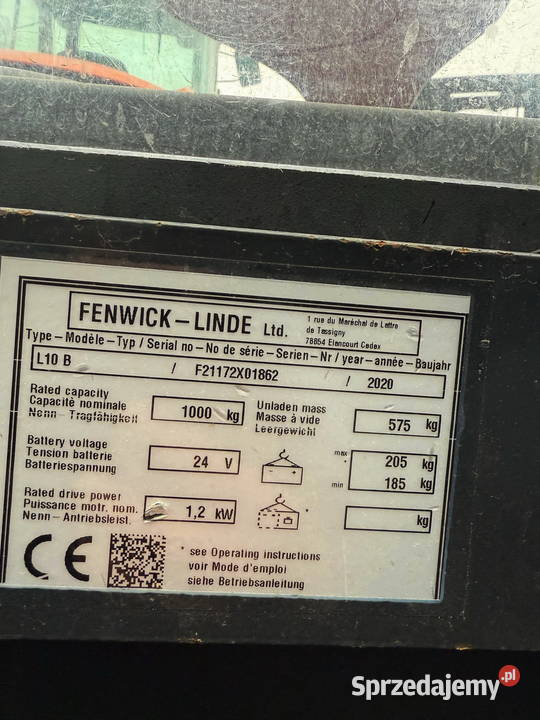 FENWICK – LINDE Ltd.
1 rue du Maréchal de Lattre
de Tassigny
78854 Elancourt Cedex
Type – Modèle – Typ / Serial no – No de série – Serien – Nr / year – année – Baujahr
L10 B / F21172X01862 / 2020
Rated capacity
Capacité nominale
Nenn – Tragfähigkeit
1000 kg
Unladen mass
Masse à vide
Leergewicht
575 kg
Battery voltage
Tension batterie
Batteriespannung
24 V
max * 205 kg
min 185 kg
Rated drive power
Puissance motr. nom.
Nenn – Antriebsleist.
1,2 kW
kg
CE
* see Operating instructions
voir Mode d'emploi
siehe Betriebsanleitung
Sprzedajemy.pl